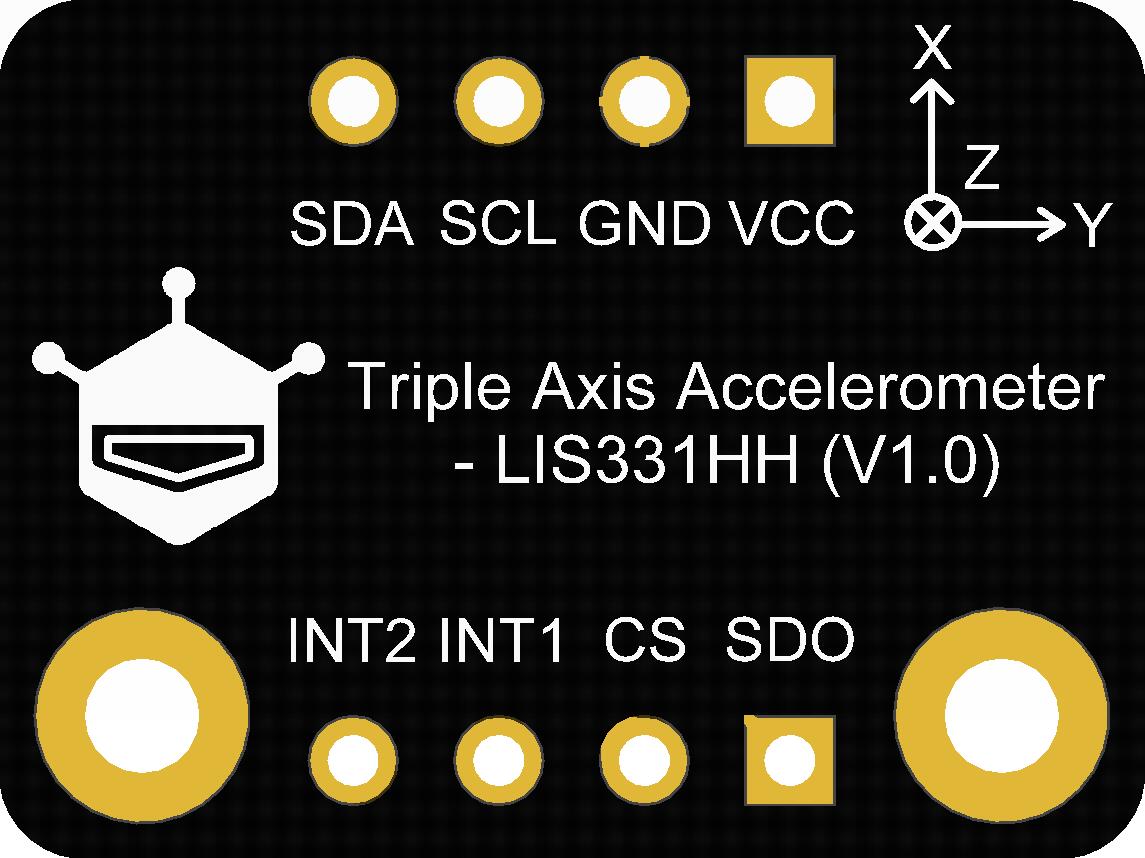 X
Z
SDA SCL GND VCC Y
Triple Axis Accelerometer
- LIS331HH (V1.0)
INT2 INT1 CS SDO